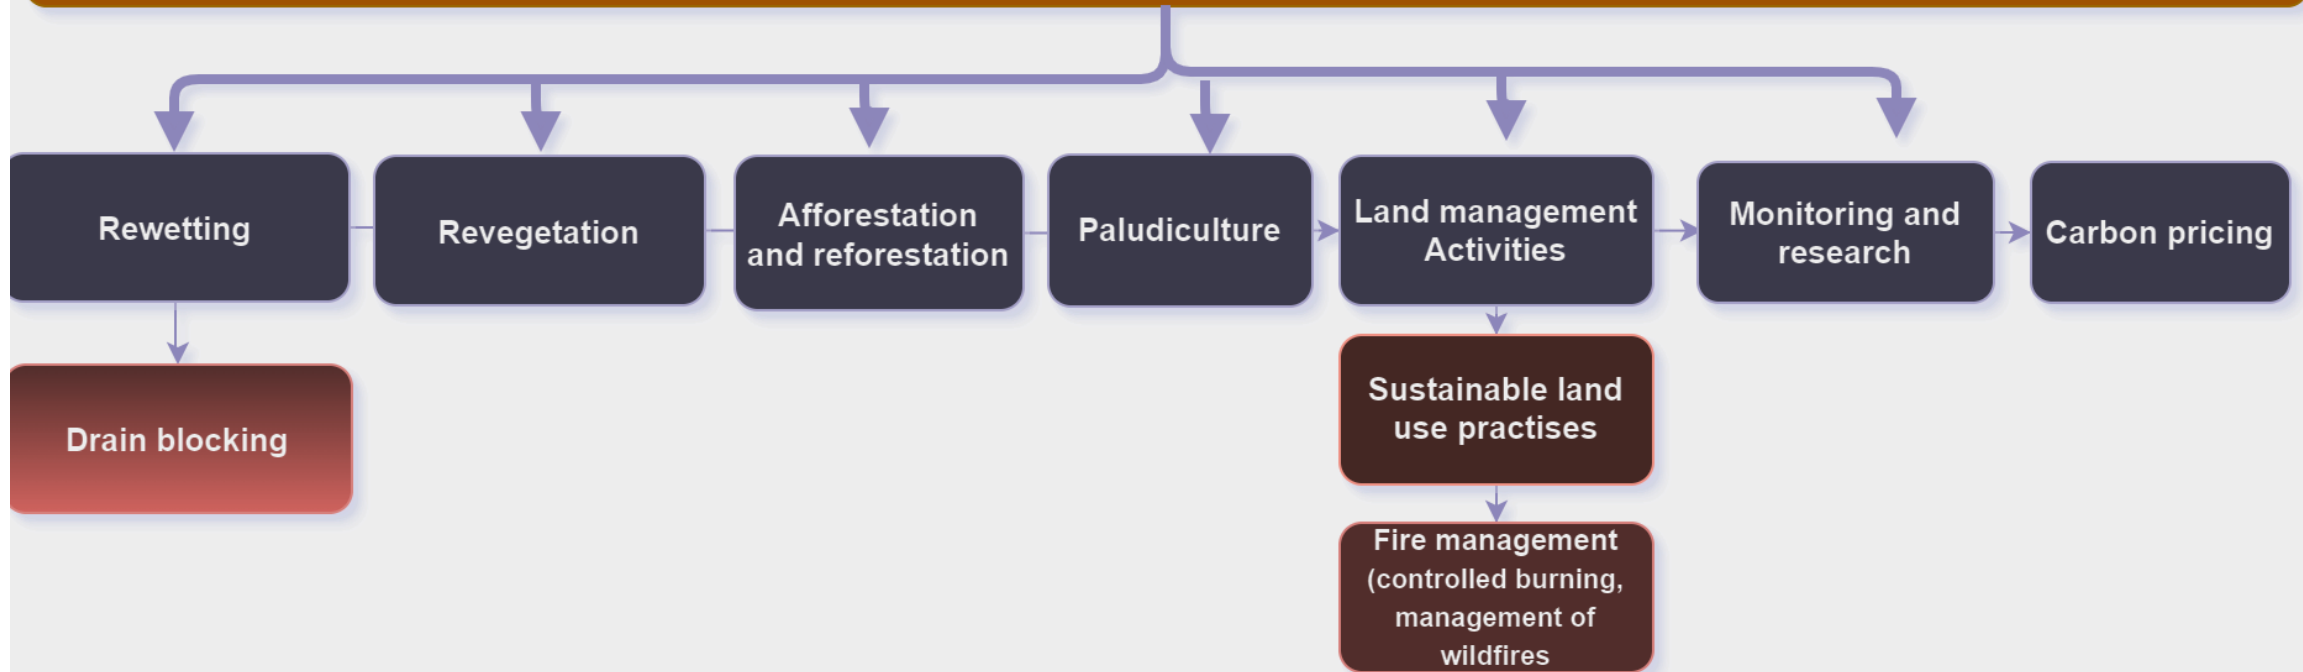 Rewetting
Revegetation
Afforestation
and reforestation
Paludiculture
Land management
Activities
Monitoring and
research
Carbon pricing
Drain blocking
Sustainable land
use practises
Fire management
(controlled burning,
management of
wildfires